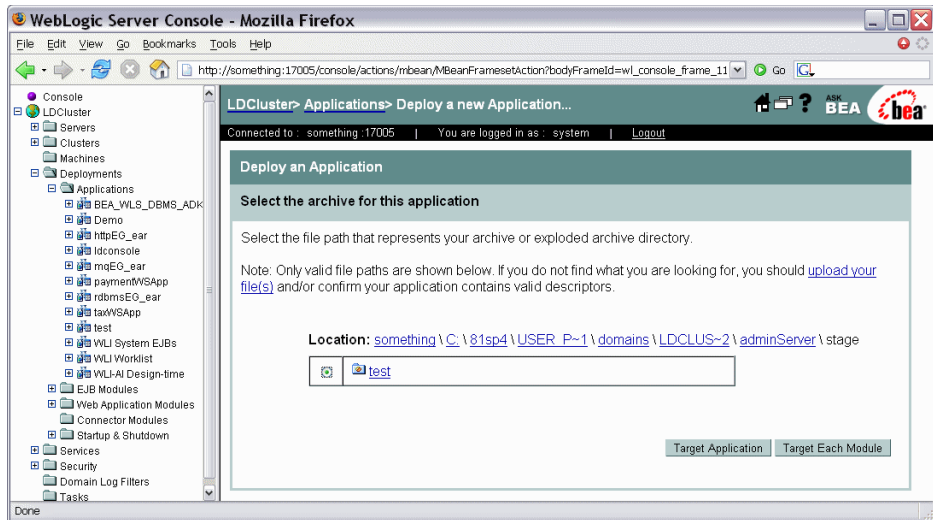 WebLogic Server Console - Mozilla Firefox
File Edit View Go Bookmarks Tools Help
http://something:17005/console/actions/mbean/MBeanFramesetAction?bodyFrameId=wl_console_frame_11
Go
Console
LDCluster
Servers
Clusters
Machines
Deployments
Applications
BEA_WLS_DBMS_ADK
Demo
httpEG_ear
ldconsole
mqEG_ear
paymentWSApp
rdbmsEG_ear
taxWSApp
test
WLI System EJBs
WLI Worklist
WLI-AI Design-time
EJB Modules
Web Application Modules
Connector Modules
Startup & Shutdown
Services
Security
Domain Log Filters
Tasks
LDCluster> Applications> Deploy a new Application...
? ASK BEA
bea
Connected to : something :17005 | You are logged in as : system | Logout
Deploy an Application
Select the archive for this application
Select the file path that represents your archive or exploded archive directory.
Note: Only valid file paths are shown below. If you do not find what you are looking for, you should upload your
file(s) and/or confirm your application contains valid descriptors.
Location: something \ C: \ 81sp4 \ USER_P~1 \ domains \ LDCLUS~2 \ adminServer \ stage
test
Target Application Target Each Module
Done